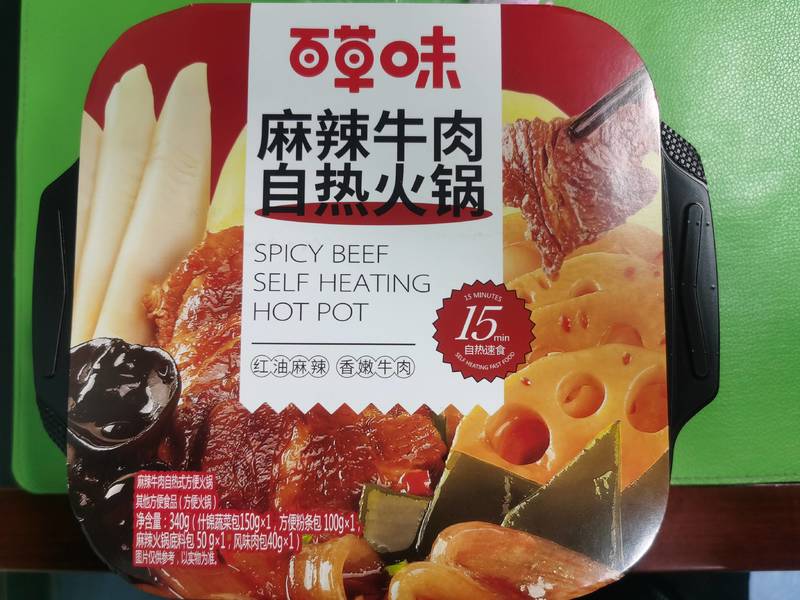 百草味
麻辣牛肉
自热火锅
SPICY BEEF
SELF HEATING
HOT POT
15 MINUTES
15min
自热速食
SELF HEATING FAST FOOD
红油麻辣 香嫩牛肉
麻辣牛肉自热式方便火锅
其他方便食品（方便火锅）
净含量：340g（什锦蔬菜包150g×1，方便粉条包 100g×1，
麻辣火锅底料包 50 g×1，风味肉包40g×1）
图片仅供参考，以实物为准。